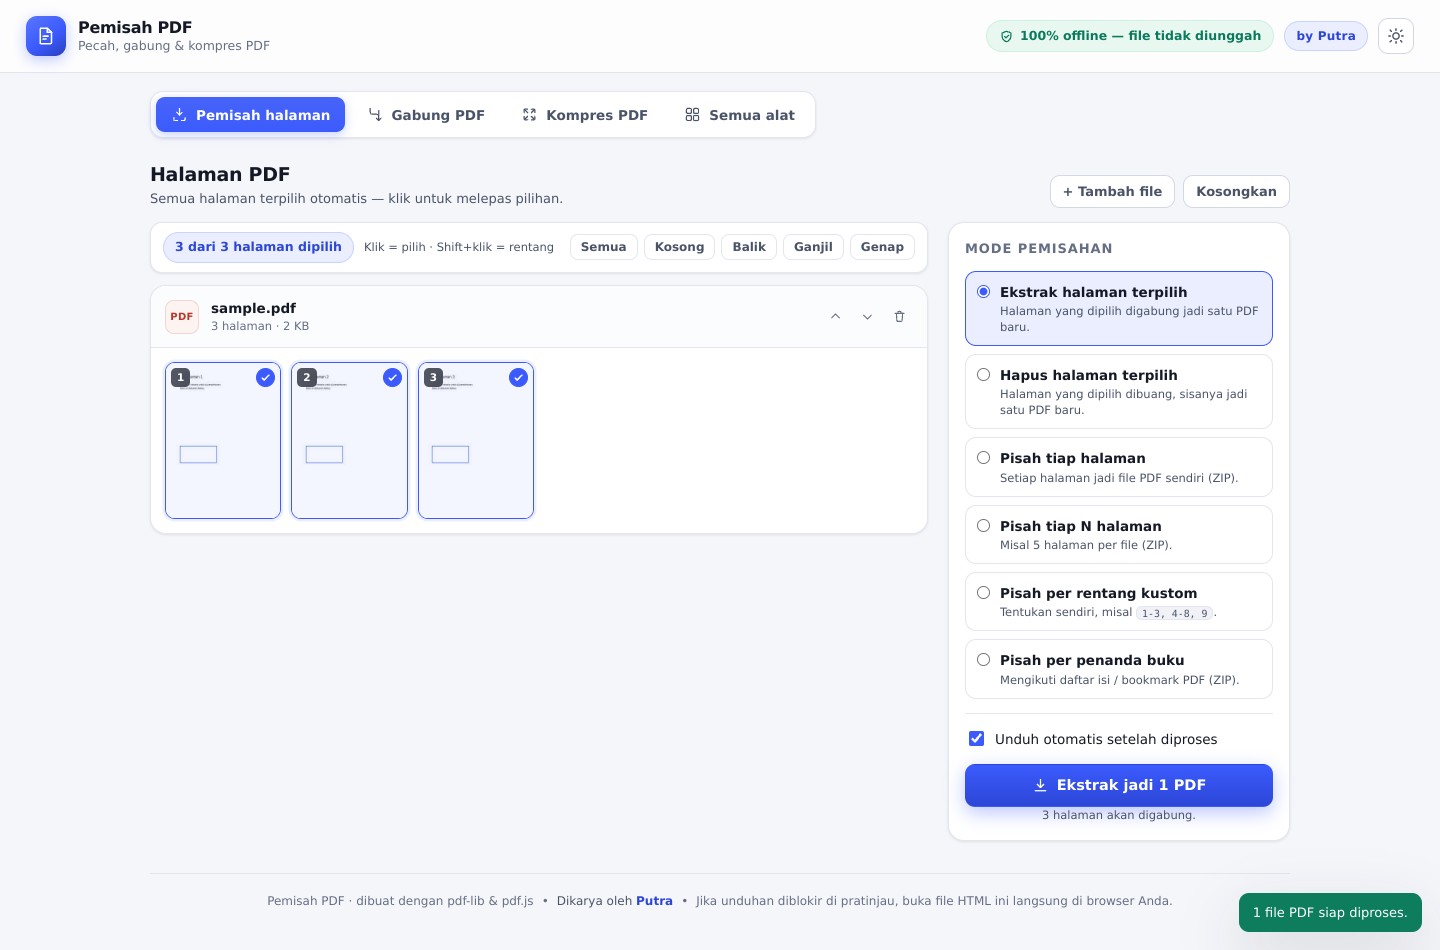 Pemisah PDF
Pecah, gabung & kompres PDF
100% offline — file tidak diunggah
by Putra
Pemisah halaman
Gabung PDF
Kompres PDF
Semua alat
Halaman PDF
Semua halaman terpilih otomatis — klik untuk melepas pilihan.
+ Tambah file
Kosongkan
3 dari 3 halaman dipilih
Klik = pilih · Shift+klik = rentang
Semua
Kosong
Balik
Ganjil
Genap
PDF
sample.pdf
3 halaman · 2 KB
1
2
3
MODE PEMISAHAN
Ekstrak halaman terpilih
Halaman yang dipilih digabung jadi satu PDF
baru.
Hapus halaman terpilih
Halaman yang dipilih dibuang, sisanya jadi
satu PDF baru.
Pisah tiap halaman
Setiap halaman jadi file PDF sendiri (ZIP).
Pisah tiap N halaman
Misal 5 halaman per file (ZIP).
Pisah per rentang kustom
Tentukan sendiri, misal 1-3, 4-8, 9.
Pisah per penanda buku
Mengikuti daftar isi / bookmark PDF (ZIP).
Unduh otomatis setelah diproses
Ekstrak jadi 1 PDF
3 halaman akan digabung.
Pemisah PDF · dibuat dengan pdf-lib & pdf.js • Dikarya oleh Putra • Jika unduhan diblokir di pratinjau, buka file HTML ini langsung di browser Anda.
1 file PDF siap diproses.